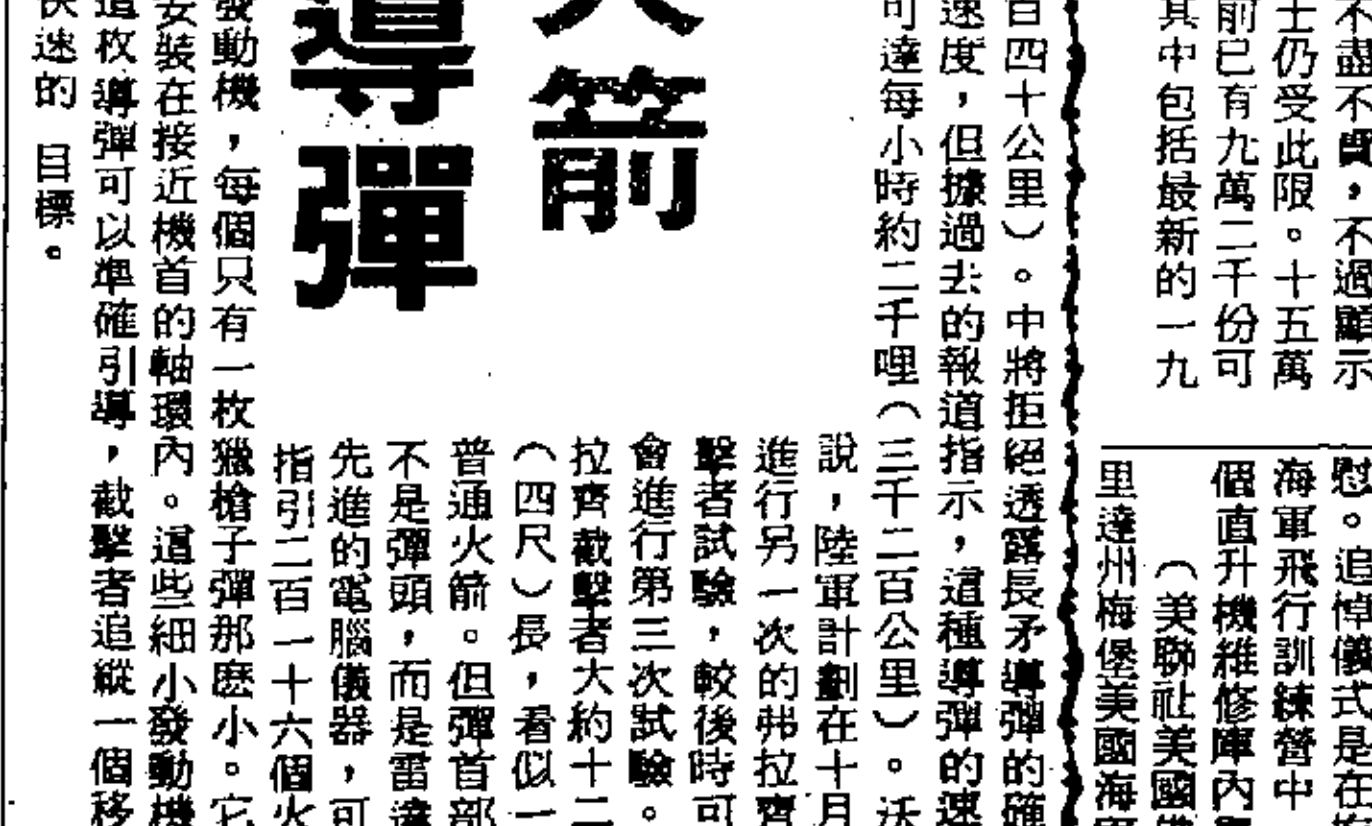 不盡不實,不過顯示
士仍受此限。十五萬
前已有九萬二千份可
其中包括最新的一九
慰。追悼儀式是在
海軍飛行訓練營中
個直升機維修庫內
(美聯社美國
里達州梅堡美國海
百四十公里)。中將拒絕透露長矛導彈的確
速度,但據過去的報道指示,這種導彈的速
可達每小時約二千哩(三千二百公里)。沃
箭
導彈
說,陸軍計劃在十月
進行另一次的弗拉齊
擊者試驗,較後時可
會進行第三次試驗。
拉齊截擊者大約十二
(四尺)長,看似一
普通火箭。但彈首部
不是彈頭,而是雷達
先進的電腦儀器,可
指引二百一十六個火
發動機,每個只有一枚獵槍子彈那麽小。它
安裝在接近機首的軸環內。這些細小發動機
這枚導彈可以準確引導,截擊者追縱一個移
快速的目標。